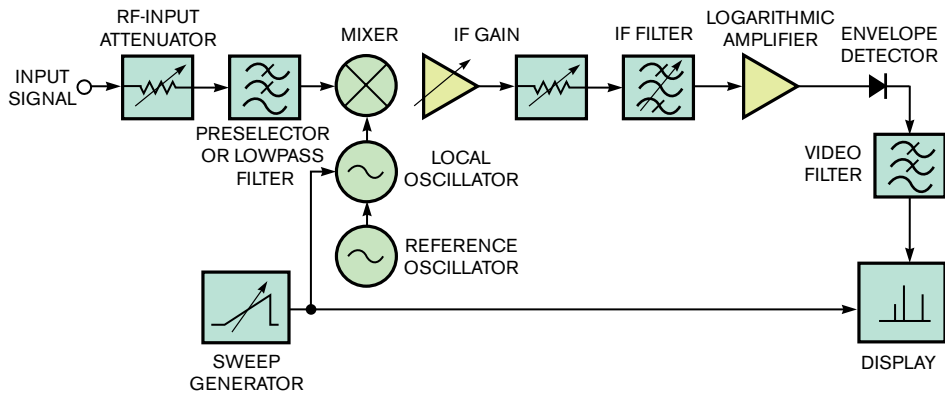 RF-INPUT
ATTENUATOR
MIXER
IF GAIN
IF FILTER
LOGARITHMIC
AMPLIFIER
ENVELOPE
DETECTOR
INPUT
SIGNAL
PRESELECTOR
OR LOWPASS
FILTER
LOCAL
OSCILLATOR
VIDEO
FILTER
REFERENCE
OSCILLATOR
SWEEP
GENERATOR
DISPLAY